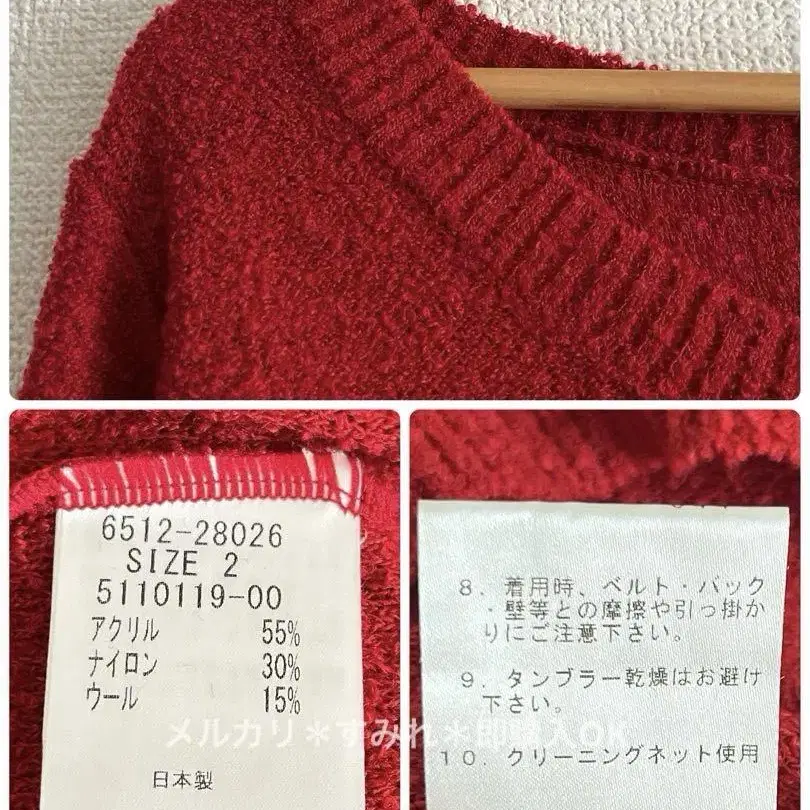 6512-28026
SIZE 2
5110119-00
アクリル 55%
ナイロン 30%
ウール 15%
日本製
8．着用時、ベルト・バック
・壁等との摩擦や引っ掛か
りにご注意下さい。
9．タンブラー乾燥はお避け
下さい。
10 クリーニングネット使用
メルカリ＊すみれ＊即購入OK